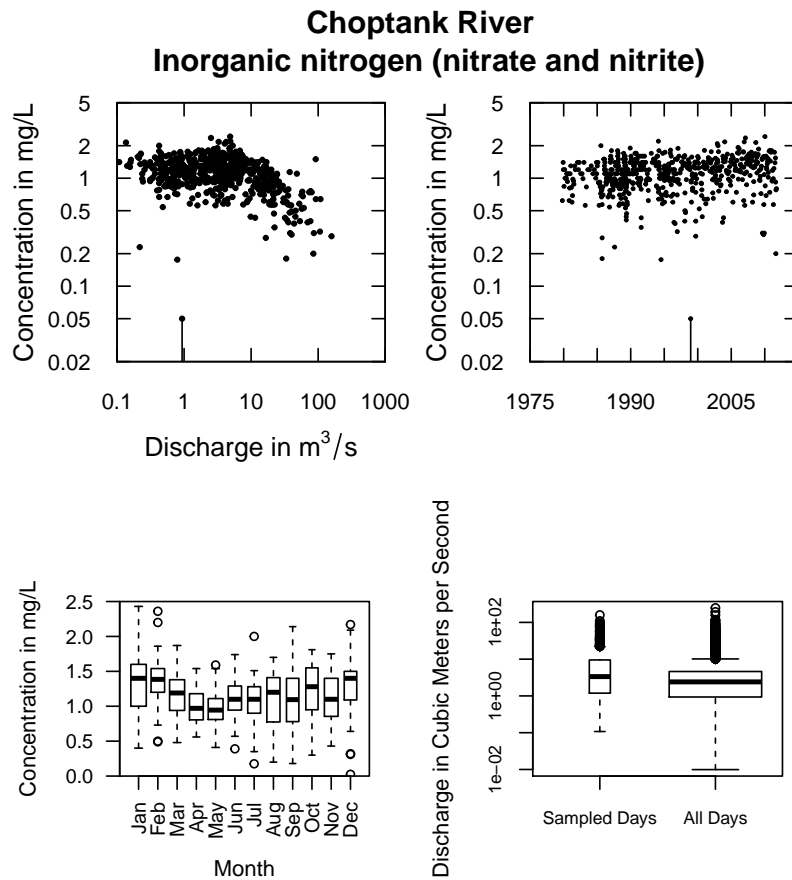 Choptank River
Inorganic nitrogen (nitrate and nitrite)
Concentration in mg/L
5
2
1
0.5
0.2
0.1
0.05
0.02
0.1 1 10 100 1000
Discharge in m³/s
Concentration in mg/L
5
2
1
0.5
0.2
0.1
0.05
0.02
1975 1990 2005
Concentration in mg/L
2.5
2.0
1.5
1.0
0.5
0.0
Jan Feb Mar Apr May Jun Jul Aug Sep Oct Nov Dec
Month
Discharge in Cubic Meters per Second
1e+02
1e+00
1e−02
Sampled Days All Days